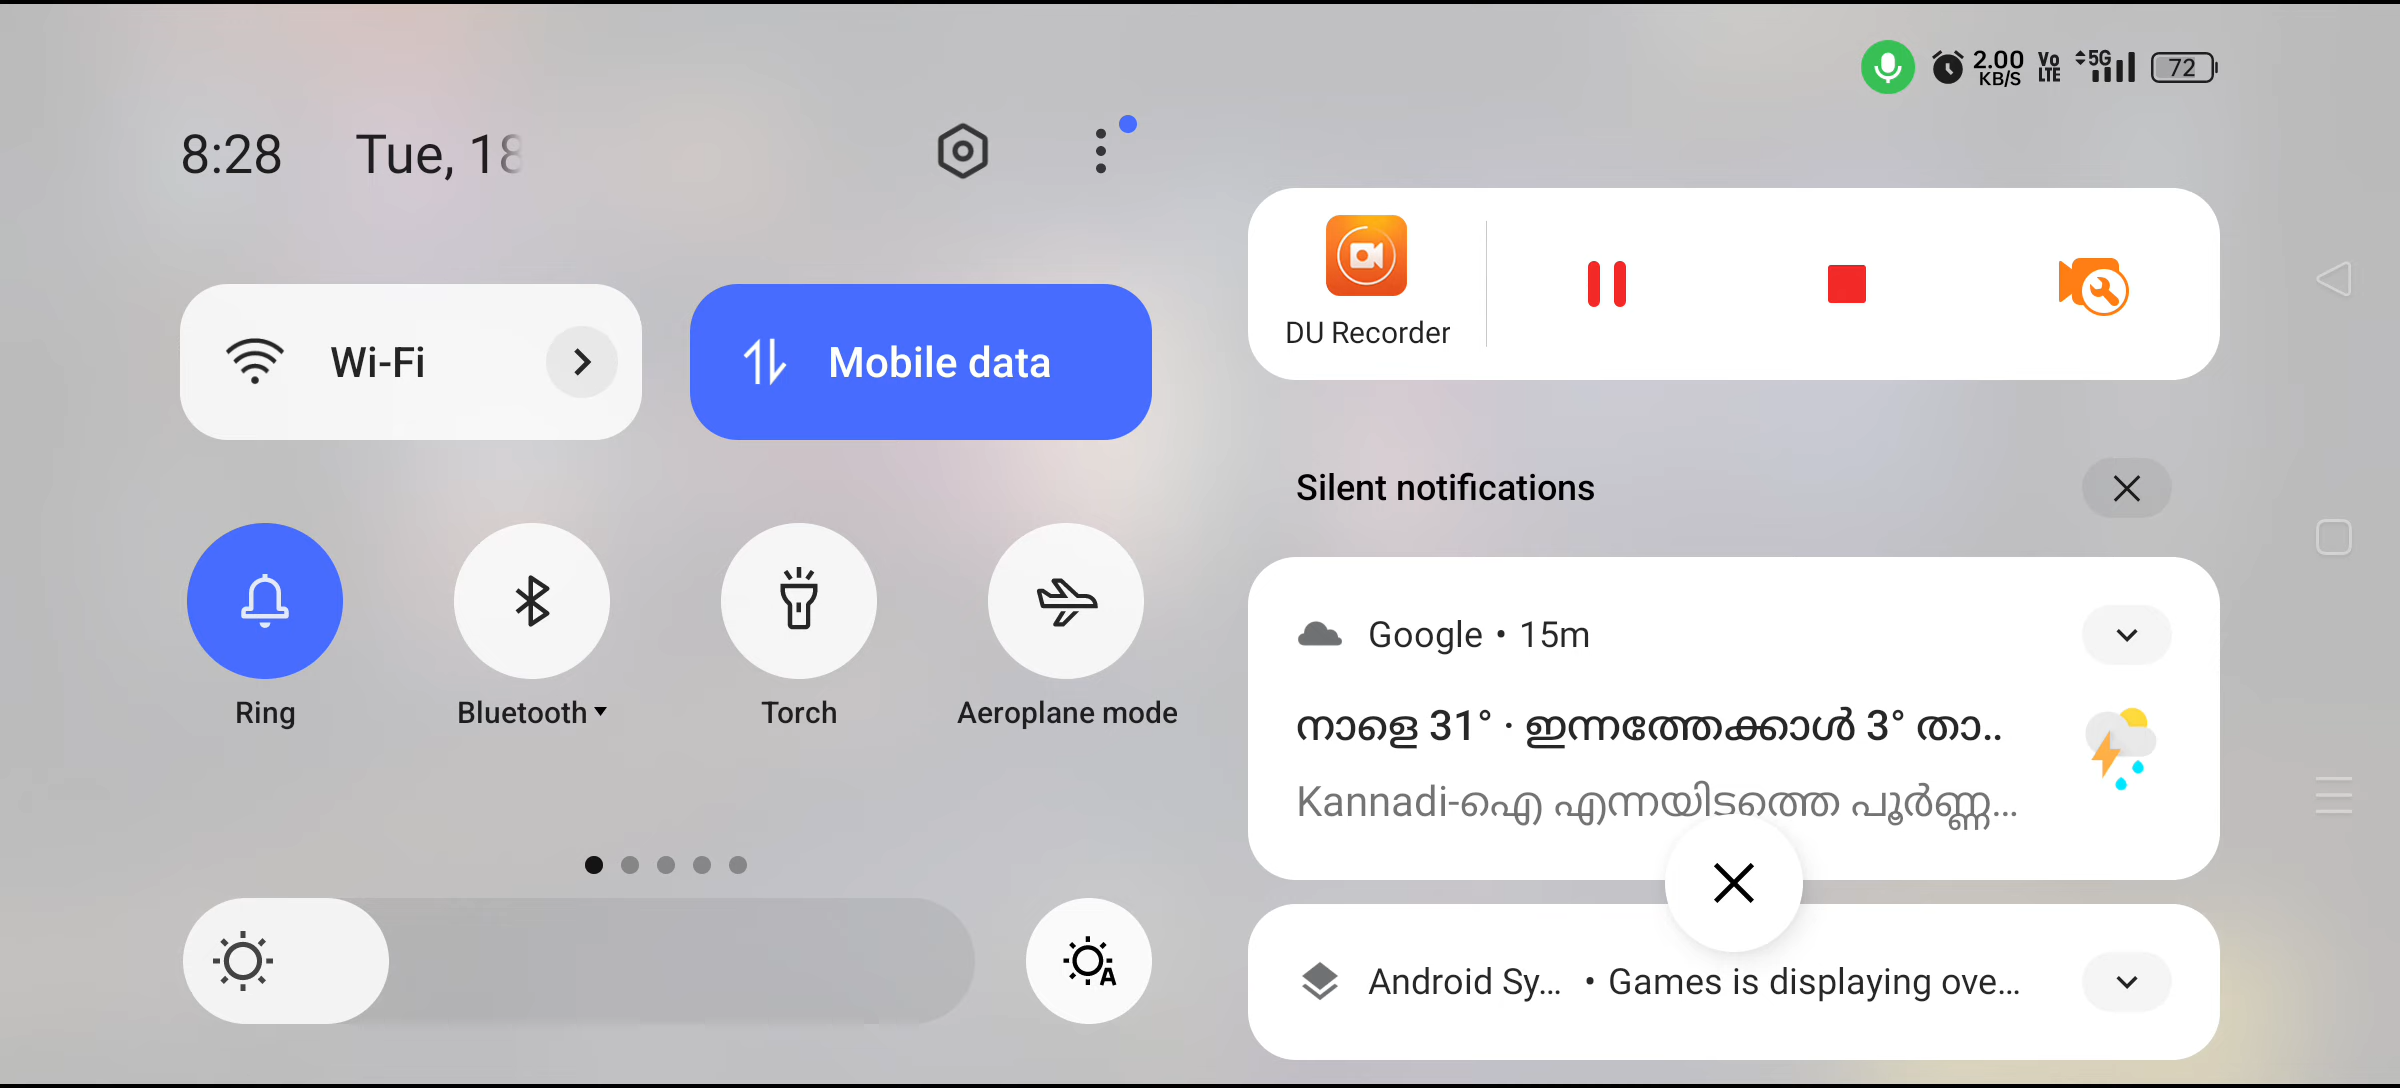 2.00
KB/S
Vo
LTE
5G
72
8:28 Tue, 18
Wi-Fi
Mobile data
Ring
Bluetooth
Torch
Aeroplane mode
A
DU Recorder
Silent notifications
Google • 15m
നാളെ 31° · ഇന്നത്തേക്കാൾ 3° താ..
Kannadi-ഐ എന്നയിടത്തെ പൂർണ്ണ...
Android Sy... • Games is displaying ove...